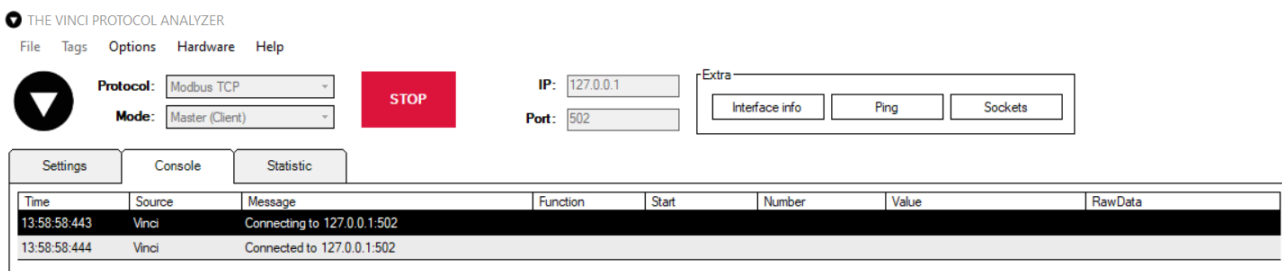 THE VINCI PROTOCOL ANALYZER
File Tags Options Hardware Help
Protocol: Modbus TCP
Mode: Master (Client)
STOP
IP: 127.0.0.1
Port: 502
Extra
Interface info Ping Sockets
Settings Console Statistic
Time Source Message Function Start Number Value RawData
13:58:58:443 Vinci Connecting to 127.0.0.1:502
13:58:58:444 Vinci Connected to 127.0.0.1:502